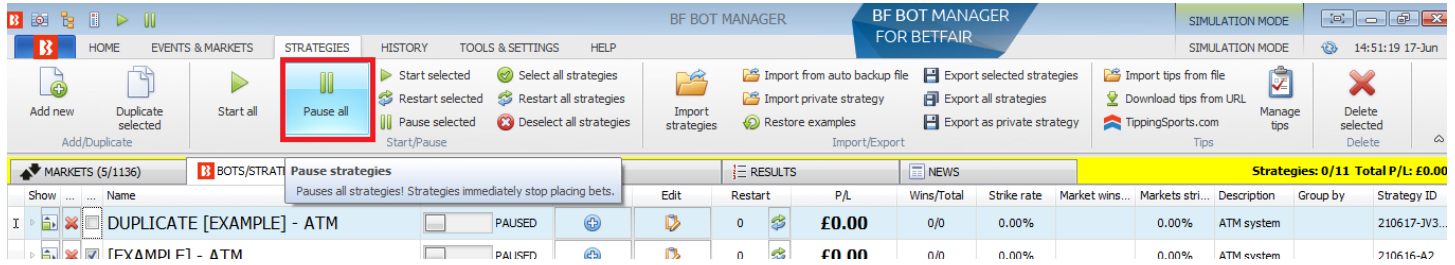 BF BOT MANAGER
BF BOT MANAGER
FOR BETFAIR
SIMULATION MODE
HOME EVENTS & MARKETS STRATEGIES HISTORY TOOLS & SETTINGS HELP
SIMULATION MODE 14:51:19 17-Jun
Add new
Duplicate selected
Add/Duplicate
Start all
Pause all
Start selected
Restart selected
Pause selected
Select all strategies
Restart all strategies
Deselect all strategies
Start/Pause
Import strategies
Import from auto backup file
Import private strategy
Restore examples
Export selected strategies
Export all strategies
Export as private strategy
Import/Export
Import tips from file
Download tips from URL
TippingSports.com
Manage tips
Tips
Delete selected
Delete
MARKETS (5/1136) BOTS/STRAT RESULTS NEWS Strategies: 0/11 Total P/L: £0.00
Pause strategies
Pauses all strategies! Strategies immediately stop placing bets.
Show ... ... Name Edit Restart P/L Wins/Total Strike rate Market wins... Markets stri... Description Group by Strategy ID
DUPLICATE [EXAMPLE] - ATM PAUSED 0 £0.00 0/0 0.00% 0.00% ATM system 210617-JV3...
[EXAMPLE] - ATM PAUSED 0 £0.00 0/0 0.00% 0.00% ATM system 210616-A2